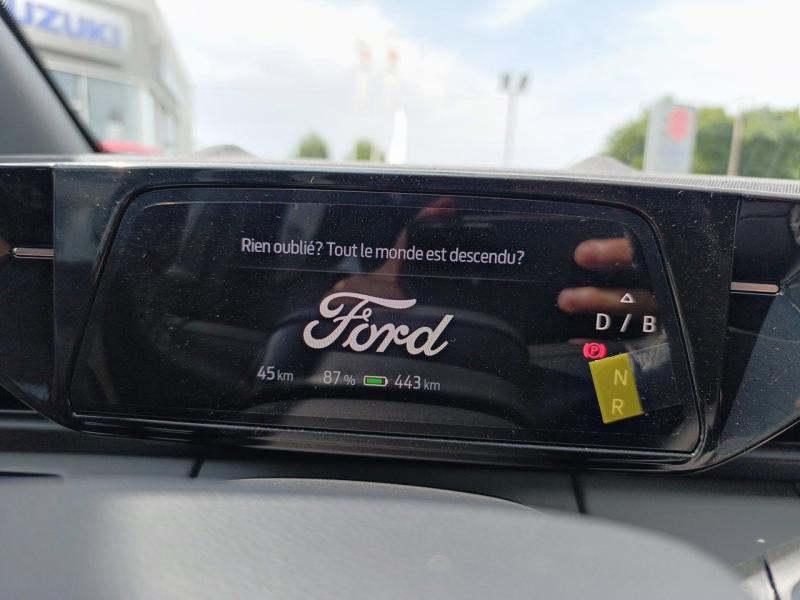 UZUKI
Rien oublié? Tout le monde est descendu?
Ford
D / B
P
N
R
45 km 87 % 443 km